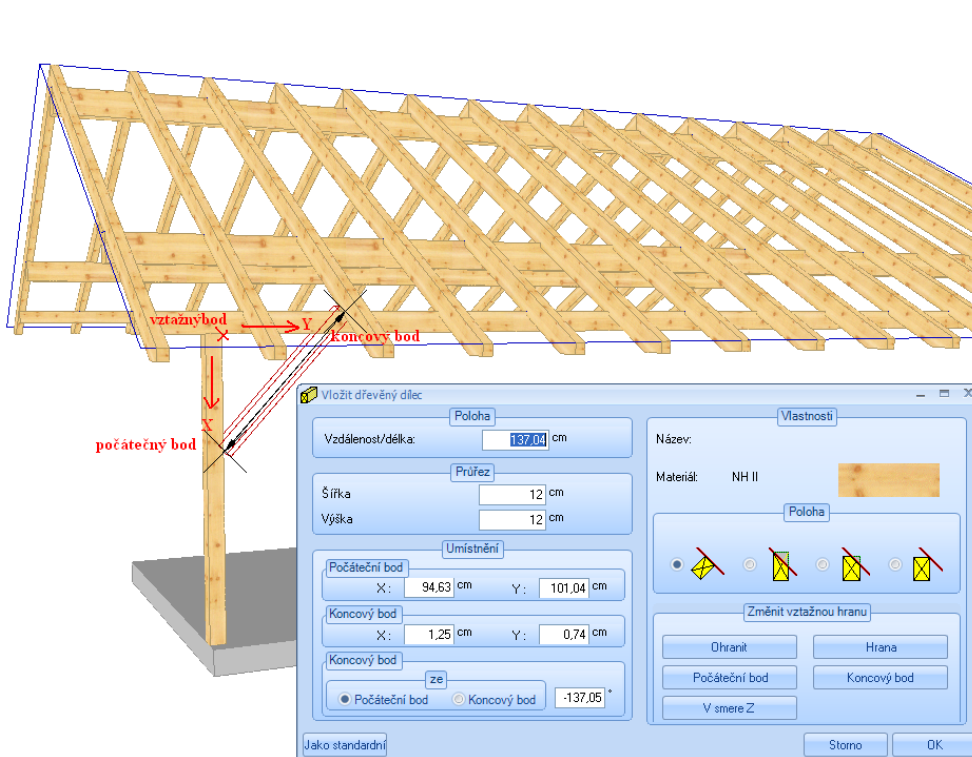 vztažnýbod
Y
koncový bod
X
počátečný bod
Vložit dřevěný dílec
Poloha
Vzdálenost/délka: 137,04 cm
Průřez
Šířka 12 cm
Výška 12 cm
Umístnění
Počáteční bod
X: 94,63 cm Y: 101,04 cm
Koncový bod
X: 1,25 cm Y: 0,74 cm
Koncový bod
ze
Počáteční bod Koncový bod -137,05 °
Jako standardní
Vlastnosti
Název:
Materiál: NH II
Poloha
Změnit vztažnou hranu
Ohranit Hrana
Počáteční bod Koncový bod
V smere Z
Storno OK